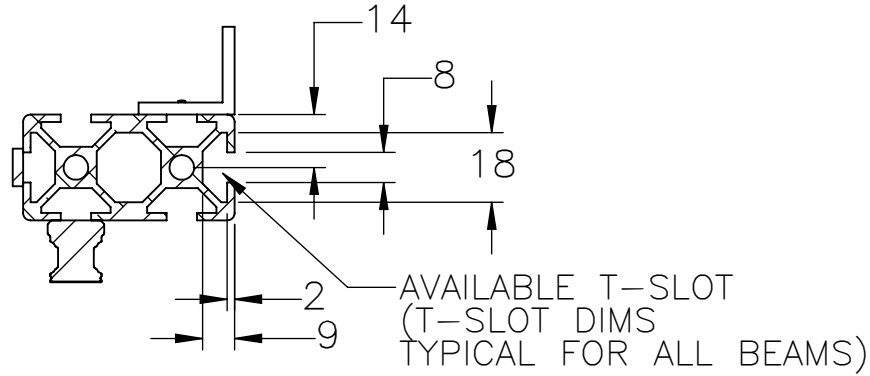 14
8
18
2
9
AVAILABLE T-SLOT
(T-SLOT DIMS
TYPICAL FOR ALL BEAMS)